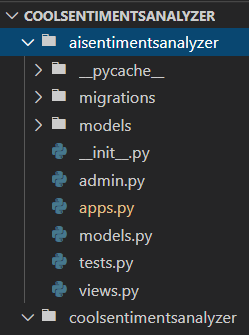 COOLSENTIMENTSANALYZER
aisentimentsanalyzer
__pycache__
migrations
models
__init__.py
admin.py
apps.py
models.py
tests.py
views.py
coolsentimentsanalyzer